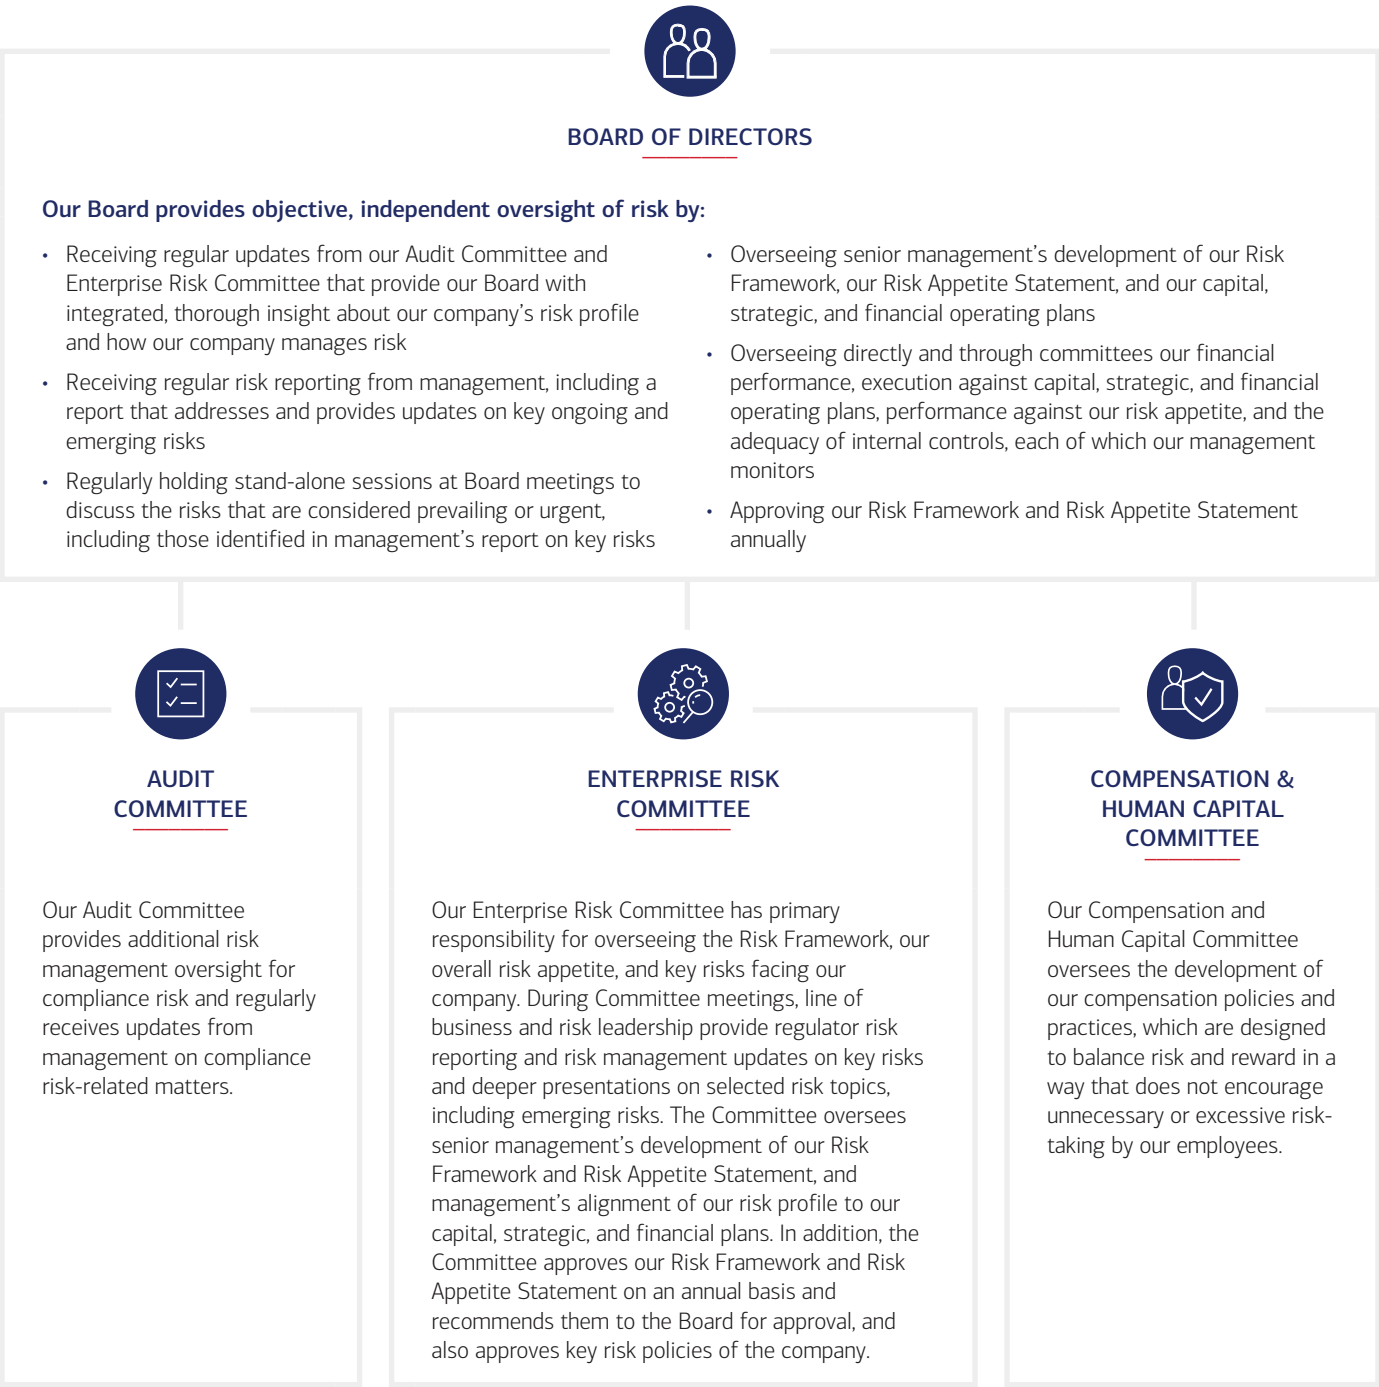 BOARD OF DIRECTORS
Our Board provides objective, independent oversight of risk by:
• Receiving regular updates from our Audit Committee and
Enterprise Risk Committee that provide our Board with
integrated, thorough insight about our company's risk profile
and how our company manages risk
• Receiving regular risk reporting from management, including a
report that addresses and provides updates on key ongoing and
emerging risks
• Regularly holding stand-alone sessions at Board meetings to
discuss the risks that are considered prevailing or urgent,
including those identified in management's report on key risks
• Overseeing senior management's development of our Risk
Framework, our Risk Appetite Statement, and our capital,
strategic, and financial operating plans
• Overseeing directly and through committees our financial
performance, execution against capital, strategic, and financial
operating plans, performance against our risk appetite, and the
adequacy of internal controls, each of which our management
monitors
• Approving our Risk Framework and Risk Appetite Statement
annually
AUDIT
COMMITTEE
Our Audit Committee
provides additional risk
management oversight for
compliance risk and regularly
receives updates from
management on compliance
risk-related matters.
ENTERPRISE RISK
COMMITTEE
Our Enterprise Risk Committee has primary
responsibility for overseeing the Risk Framework, our
overall risk appetite, and key risks facing our
company. During Committee meetings, line of
business and risk leadership provide regulator risk
reporting and risk management updates on key risks
and deeper presentations on selected risk topics,
including emerging risks. The Committee oversees
senior management's development of our Risk
Framework and Risk Appetite Statement, and
management's alignment of our risk profile to our
capital, strategic, and financial plans. In addition, the
Committee approves our Risk Framework and Risk
Appetite Statement on an annual basis and
recommends them to the Board for approval, and
also approves key risk policies of the company.
COMPENSATION &
HUMAN CAPITAL
COMMITTEE
Our Compensation and
Human Capital Committee
oversees the development of
our compensation policies and
practices, which are designed
to balance risk and reward in a
way that does not encourage
unnecessary or excessive risk-
taking by our employees.